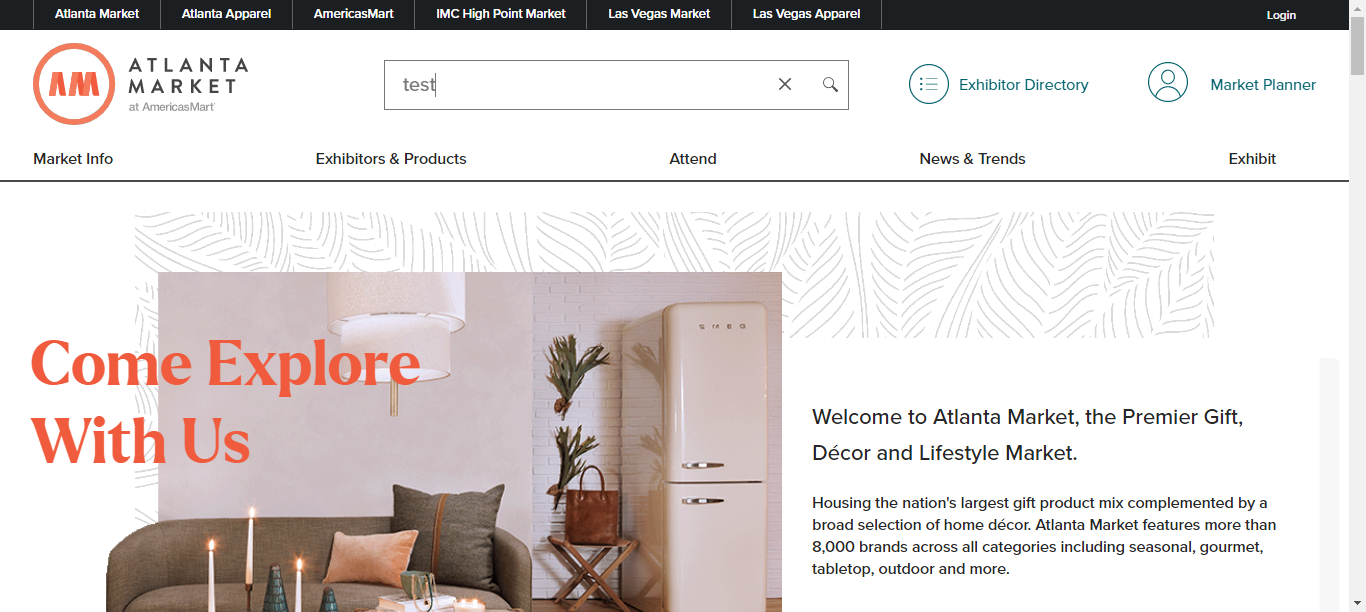 Atlanta Market
Atlanta Apparel
AmericasMart
IMC High Point Market
Las Vegas Market
Las Vegas Apparel
Login
ATLANTA
MARKET
at AmericasMart
AM
test
Exhibitor Directory
Market Planner
Market Info
Exhibitors & Products
Attend
News & Trends
Exhibit
SMEG
Come Explore
With Us
Welcome to Atlanta Market, the Premier Gift,
Décor and Lifestyle Market.
Housing the nation's largest gift product mix complemented by a
broad selection of home décor. Atlanta Market features more than
8,000 brands across all categories including seasonal, gourmet,
tabletop, outdoor and more.